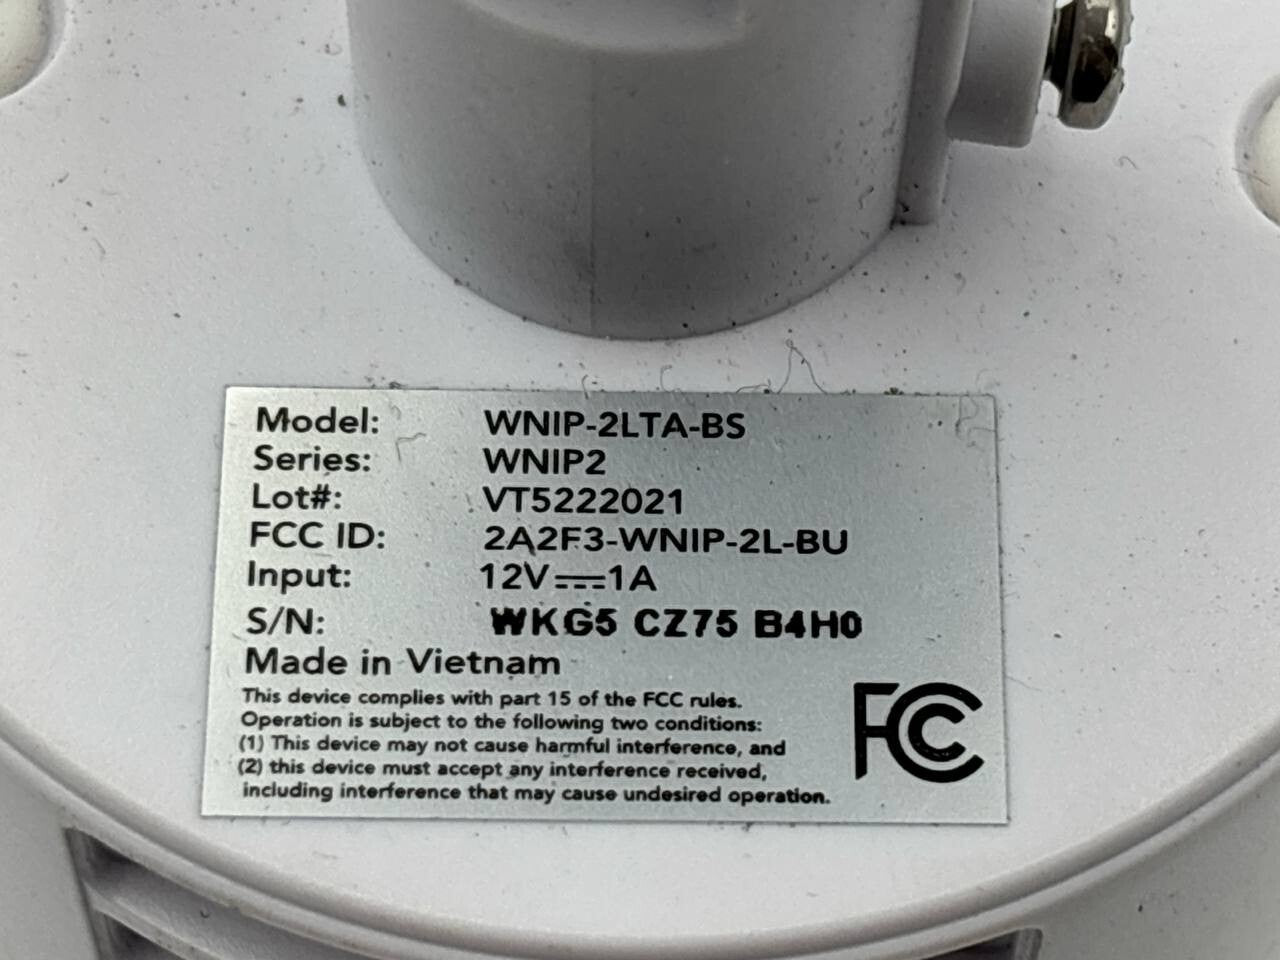 Model: WNIP-2LTA-BS
Series: WNIP2
Lot#: VT5222021
FCC ID: 2A2F3-WNIP-2L-BU
Input: 12V⎓1A
S/N: WKG5 CZ75 B4H0
Made in Vietnam
This device complies with part 15 of the FCC rules.
Operation is subject to the following two conditions:
(1) This device may not cause harmful interference, and
(2) this device must accept any interference received,
including interference that may cause undesired operation.
FC